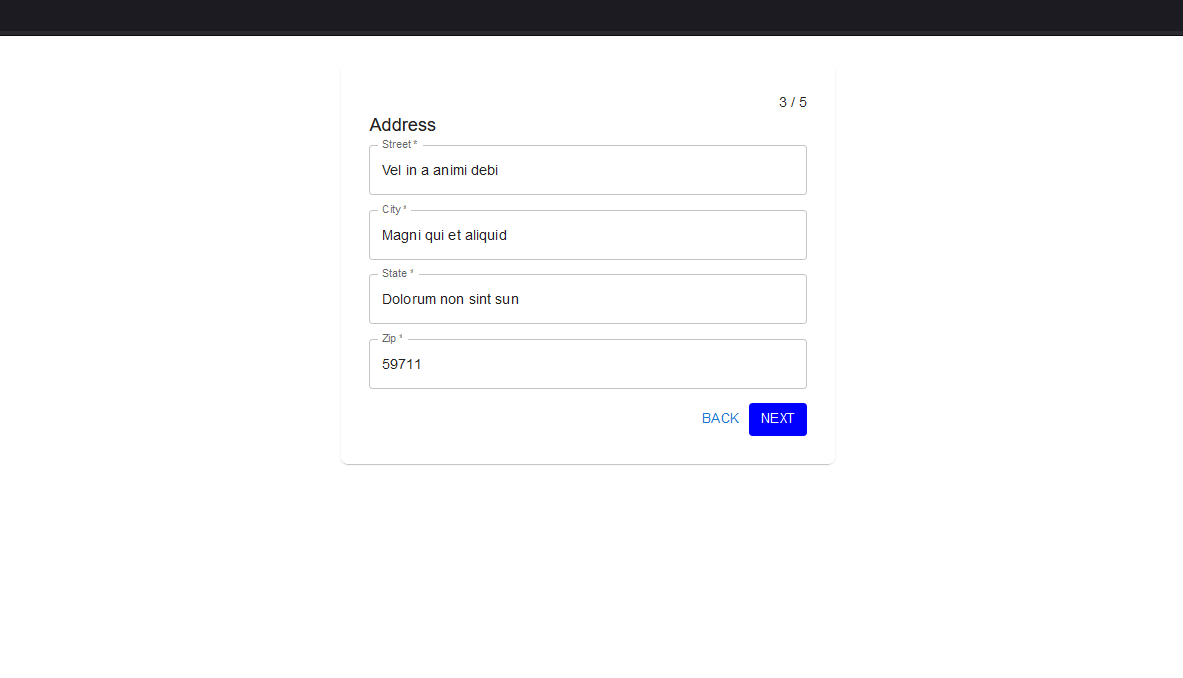 3 / 5
Address
Street *
Vel in a animi debi
City *
Magni qui et aliquid
State *
Dolorum non sint sun
Zip *
59711
BACK NEXT